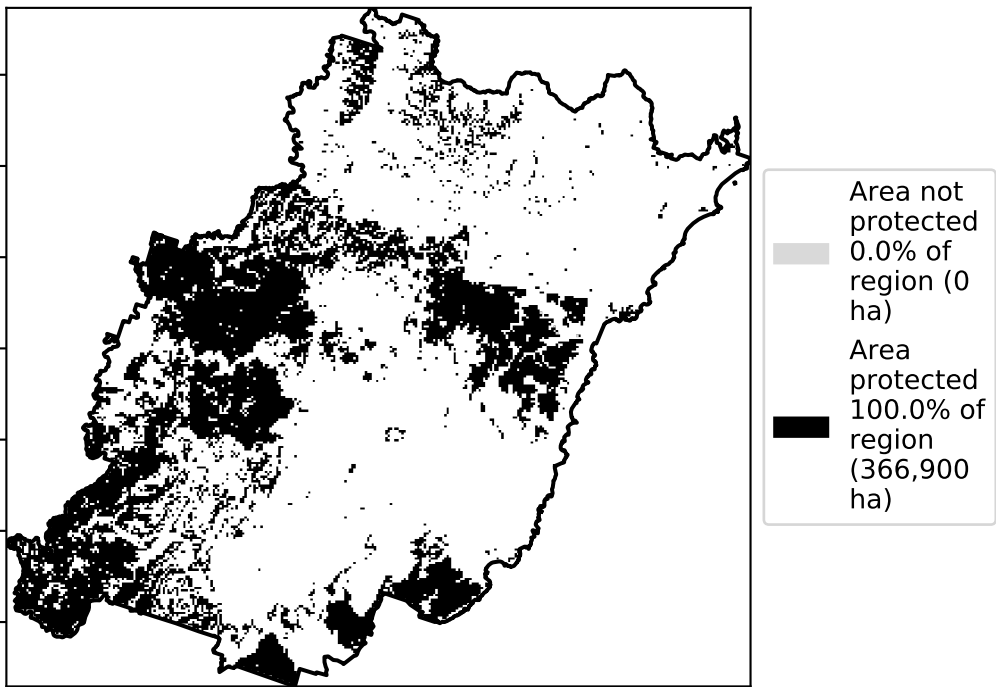 Area not
protected
0.0% of
region (0
ha)
Area
protected
100.0% of
region
(366,900
ha)